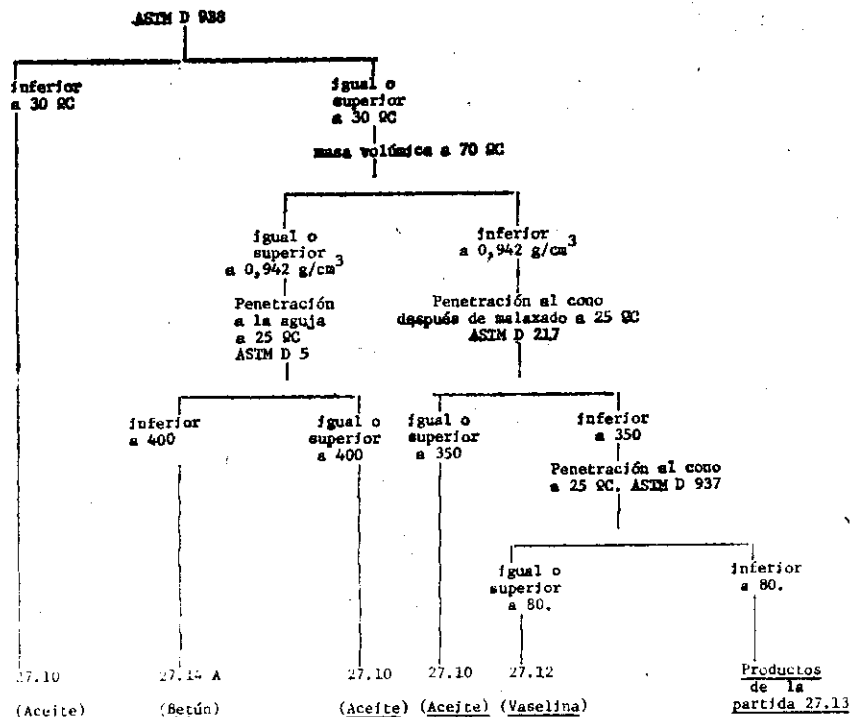 ASTM D 938
inferior
a 30 ºC
igual o
superior
a 30 ºC
masa volúmica a 70 ºC
igual o
superior
a 0,942 g/cm3
inferior
a 0,942 g/cm3
Penetración
a la aguja
a 25 ºC
ASTM D 5
Penetración al cono
después de malaxado a 25 ºC
ASTM D 217
inferior
a 400
igual o
superior
a 400
igual o
superior
a 350
inferior
a 350
Penetración al cono
a 25 ºC, ASTM D 937
igual o
superior
a 80.
inferior
a 80.
27.10
(Aceite)
27.14 A
(Betún)
27.10
(Aceite)
27.10
(Aceite)
27.12
(Vaselina)
Productos
de la
partida 27.13